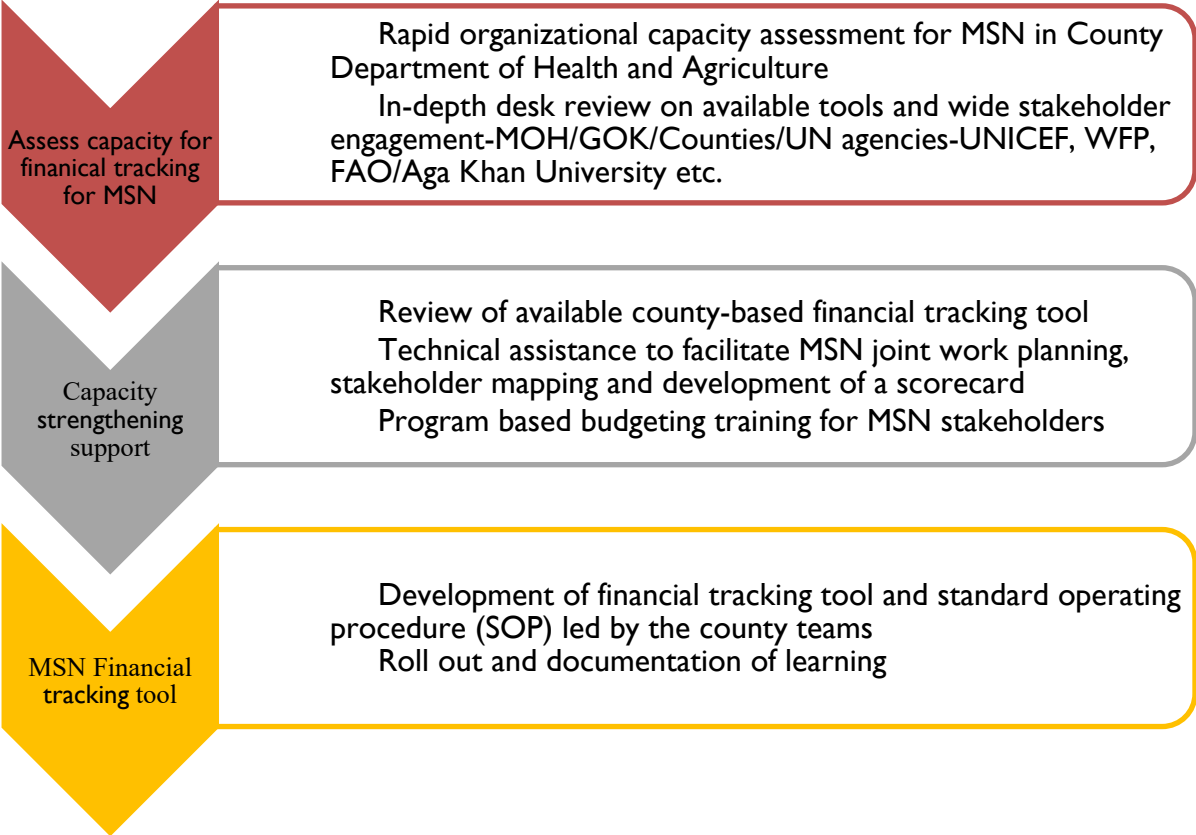 Assess capacity for
finanical tracking
for MSN
Rapid organizational capacity assessment for MSN in County
Department of Health and Agriculture
In-depth desk review on available tools and wide stakeholder
engagement-MOH/GOK/Counties/UN agencies-UNICEF, WFP,
FAO/Aga Khan University etc.
Capacity
strengthening
support
Review of available county-based financial tracking tool
Technical assistance to facilitate MSN joint work planning,
stakeholder mapping and development of a scorecard
Program based budgeting training for MSN stakeholders
MSN Financial
tracking tool
Development of financial tracking tool and standard operating
procedure (SOP) led by the county teams
Roll out and documentation of learning